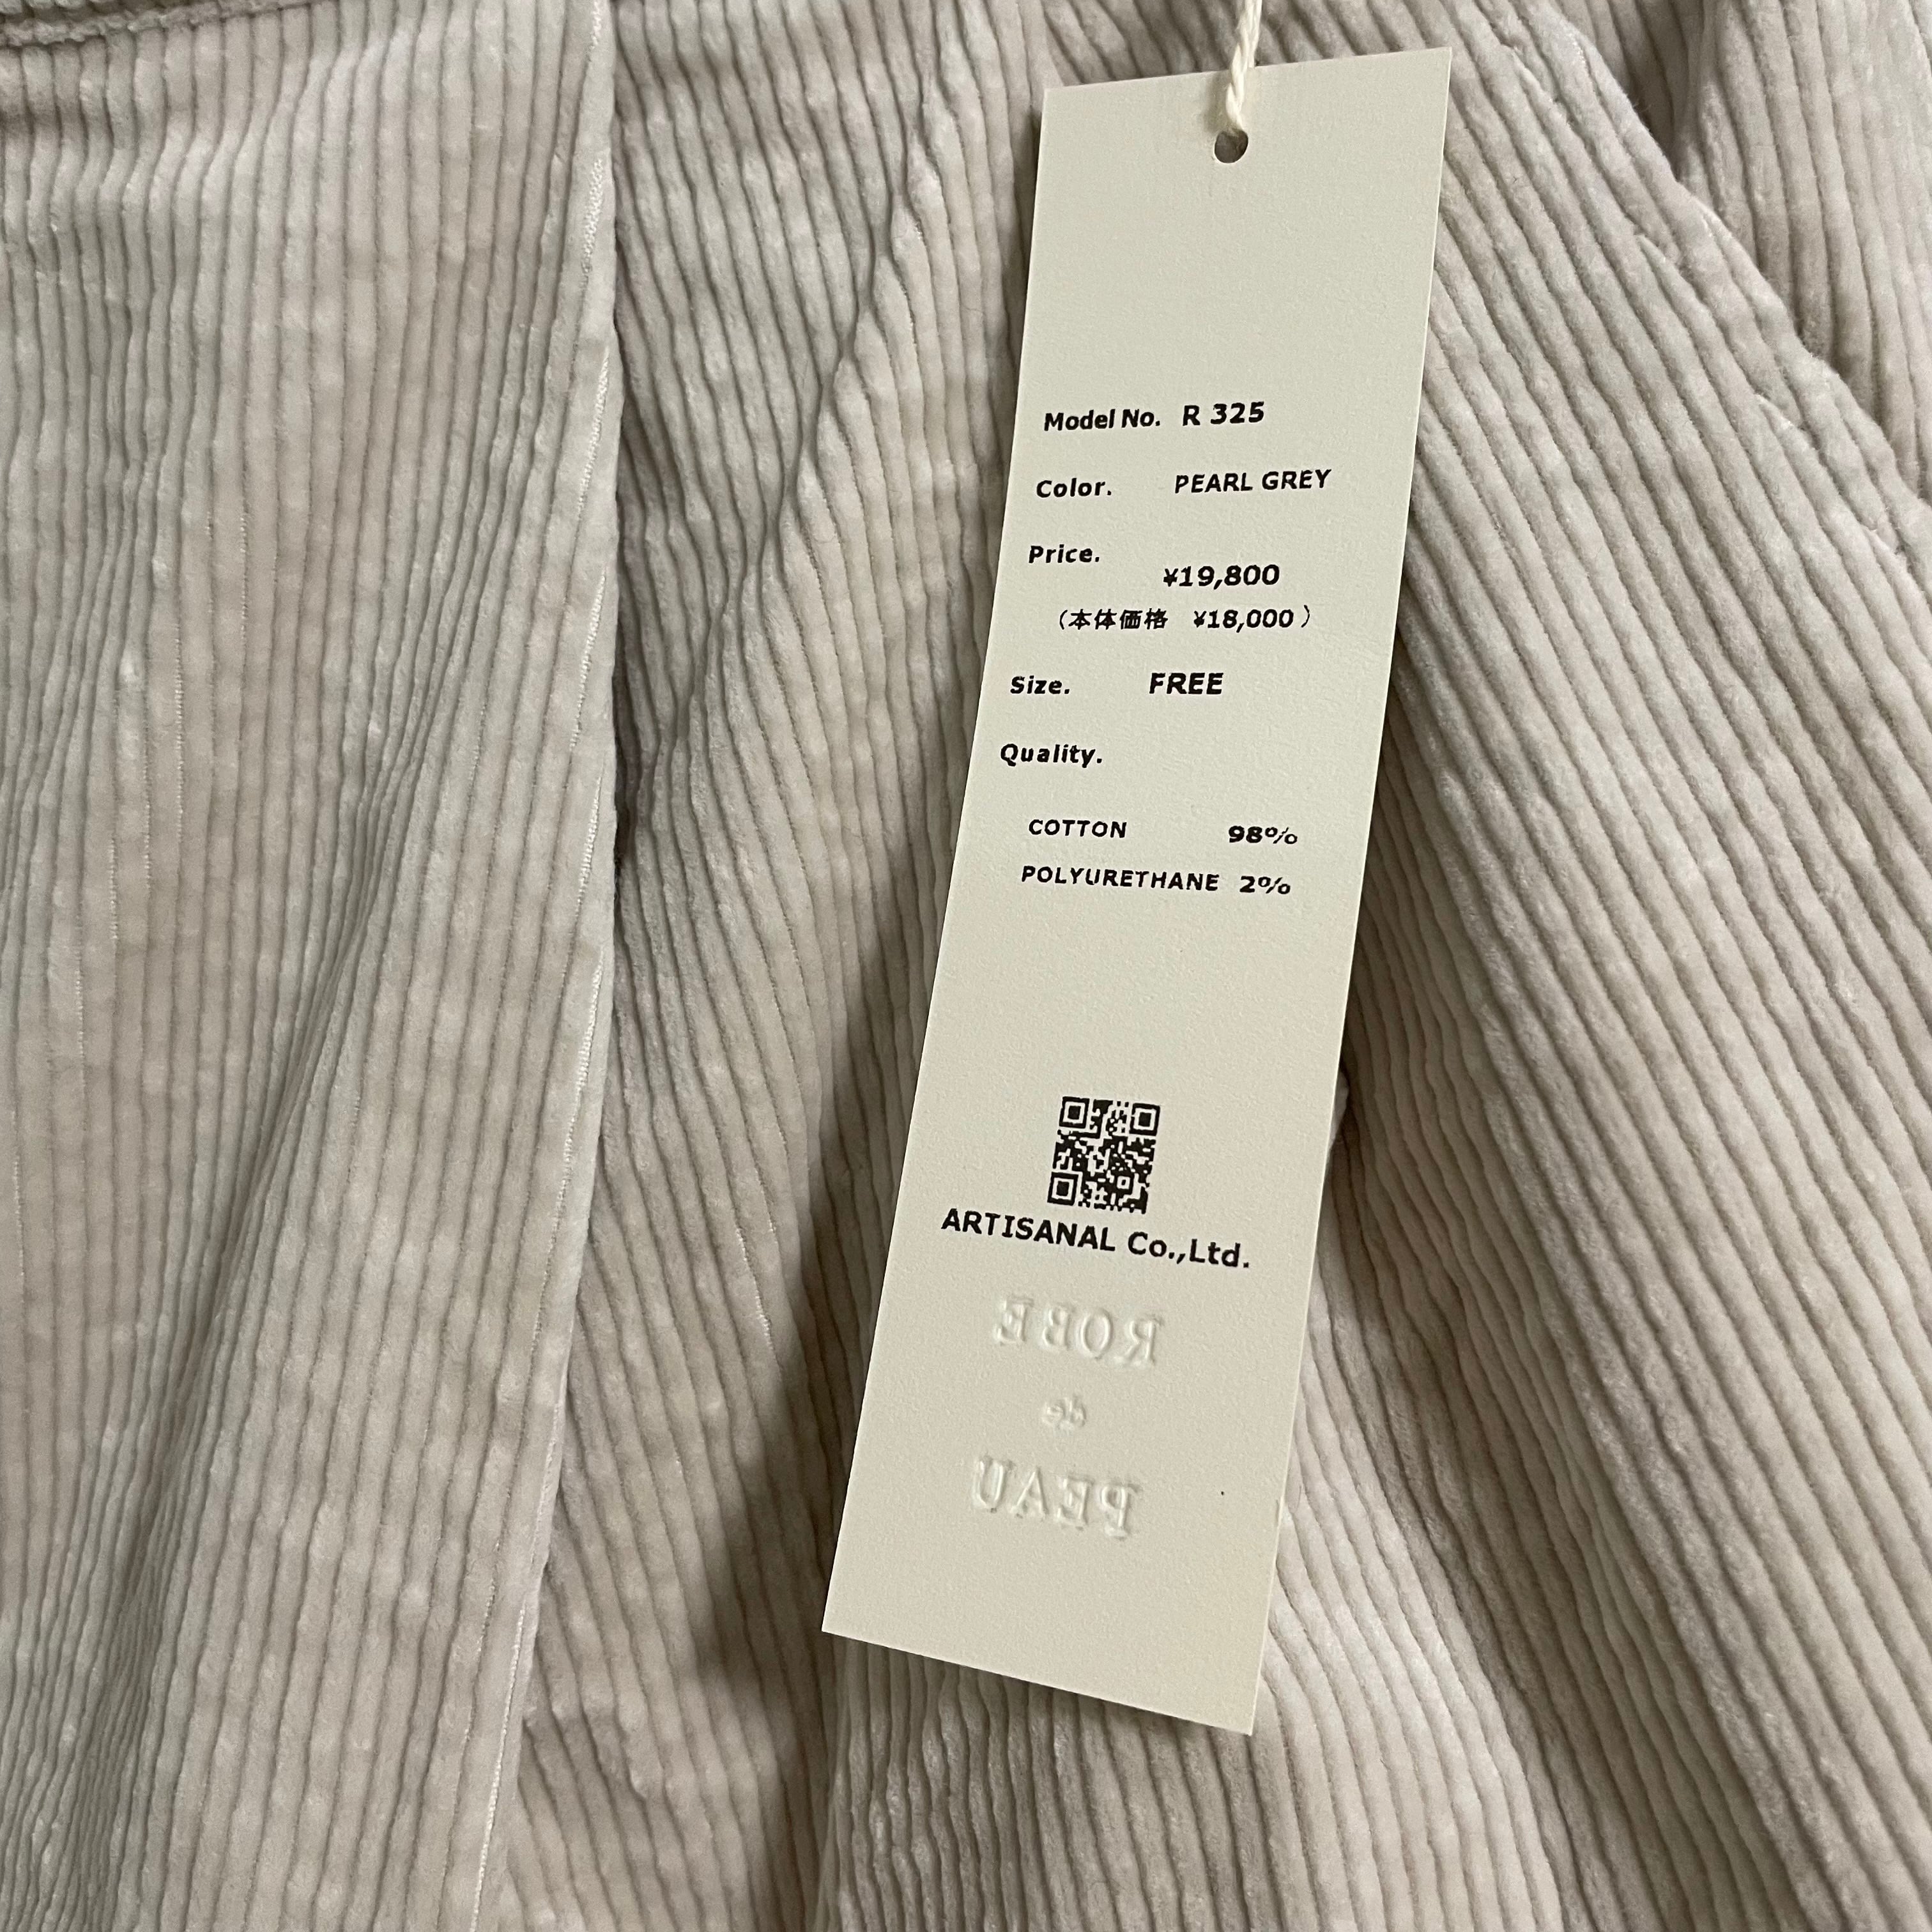 Model No. R 325
Color. PEARL GREY
Price.
¥19,800
(本体価格 ¥18,000)
Size. FREE
Quality.
COTTON 98%
POLYURETHANE 2%
ARTISANAL Co.,Ltd.
ROBE
de
PEAU